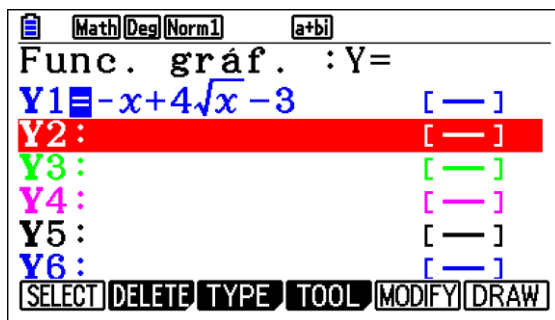 Math Deg Norm1 a+bi
Func. gráf. :Y=
Y1=-x+4√x-3 [—]
Y2: [—]
Y3: [—]
Y4: [—]
Y5: [—]
Y6: [—]
SELECT DELETE TYPE TOOL MODIFY DRAW